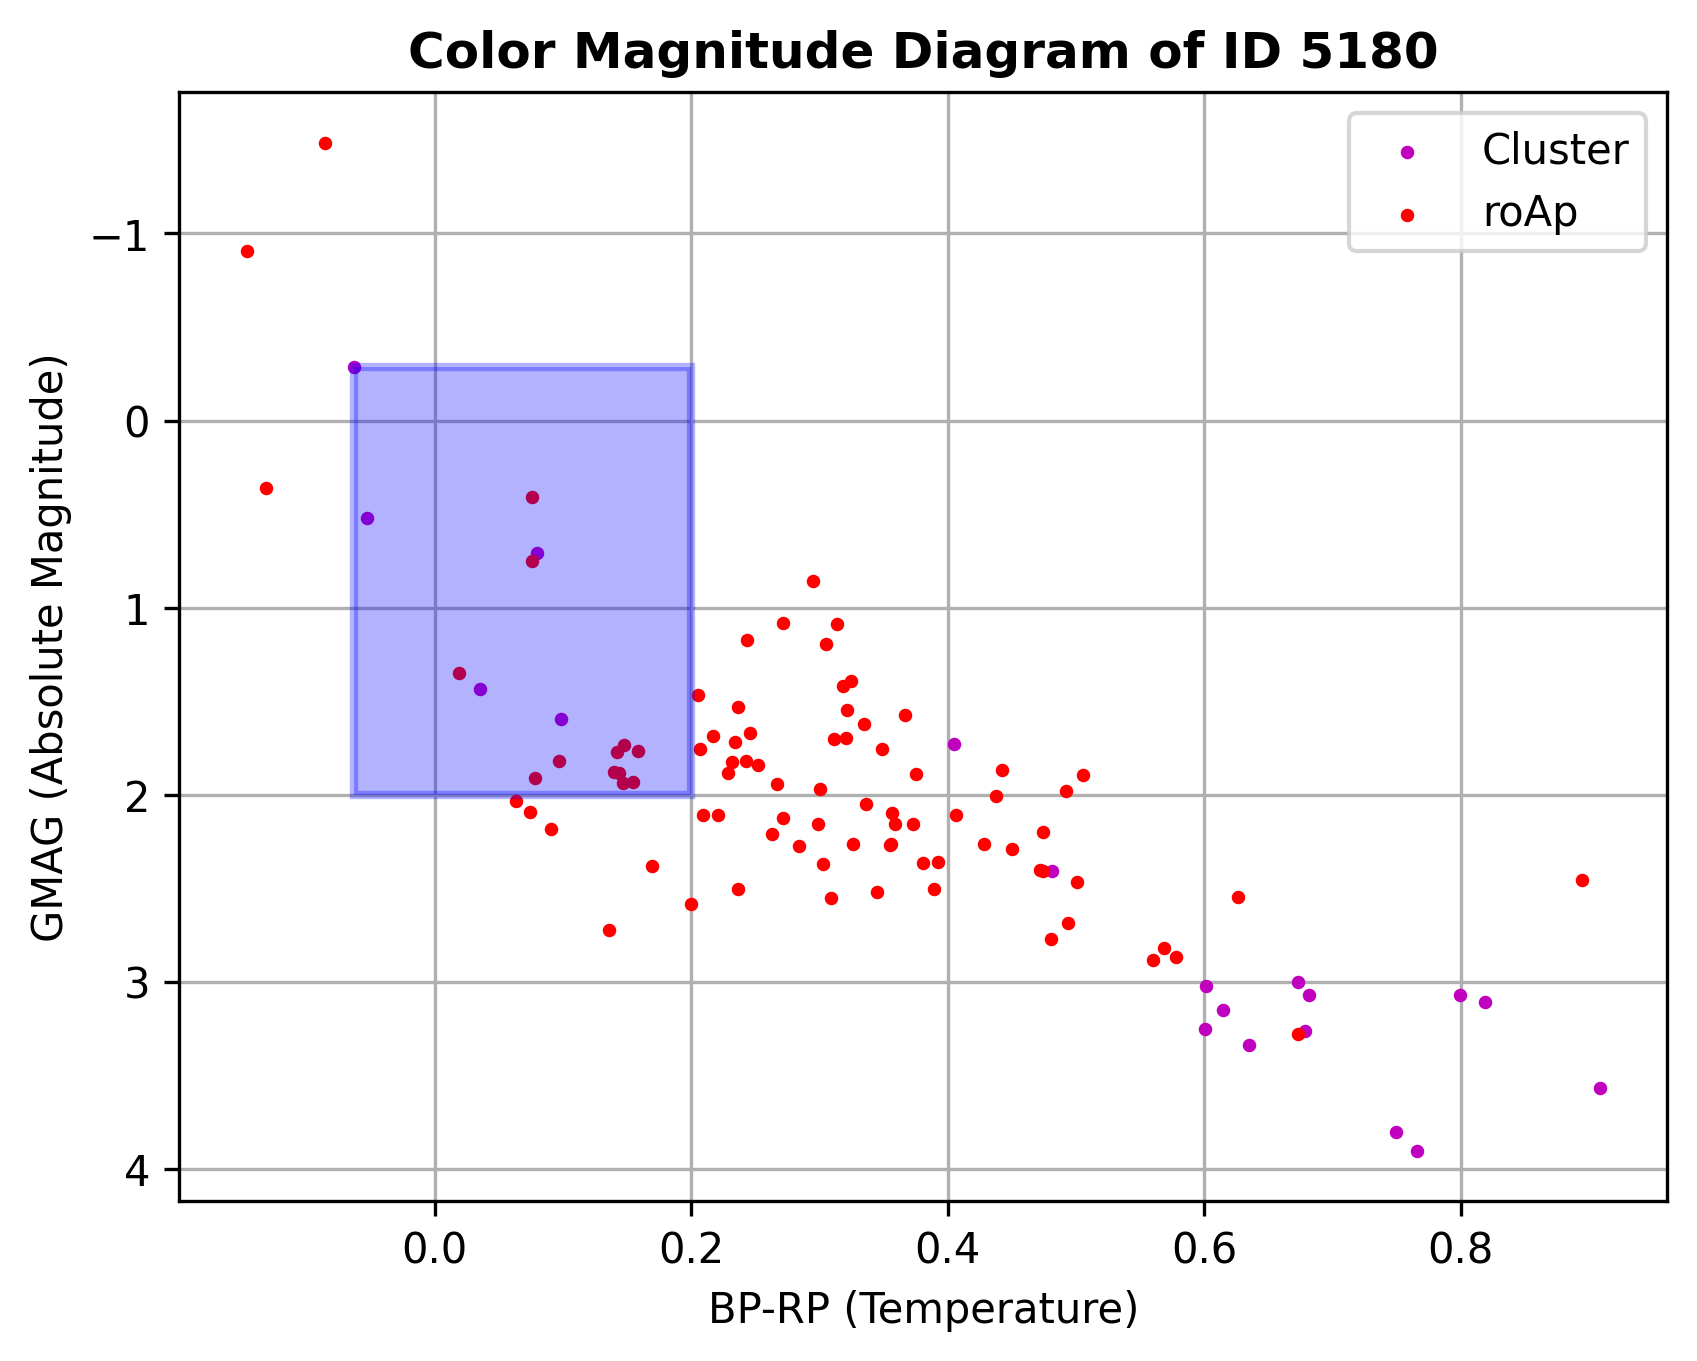 Color Magnitude Diagram of ID 5180
Cluster
roAp
GMAG (Absolute Magnitude)
−1
0
1
2
3
4
0.0 0.2 0.4 0.6 0.8
BP-RP (Temperature)